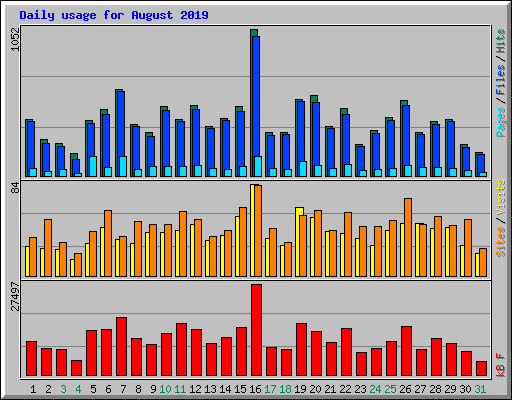 Daily usage for August 2019
1052
84
27497
Pages / Files / Hits
Sites / Visits
kB F
1 2 3 4 5 6 7 8 9 10 11 12 13 14 15 16 17 18 19 20 21 22 23 24 25 26 27 28 29 30 31